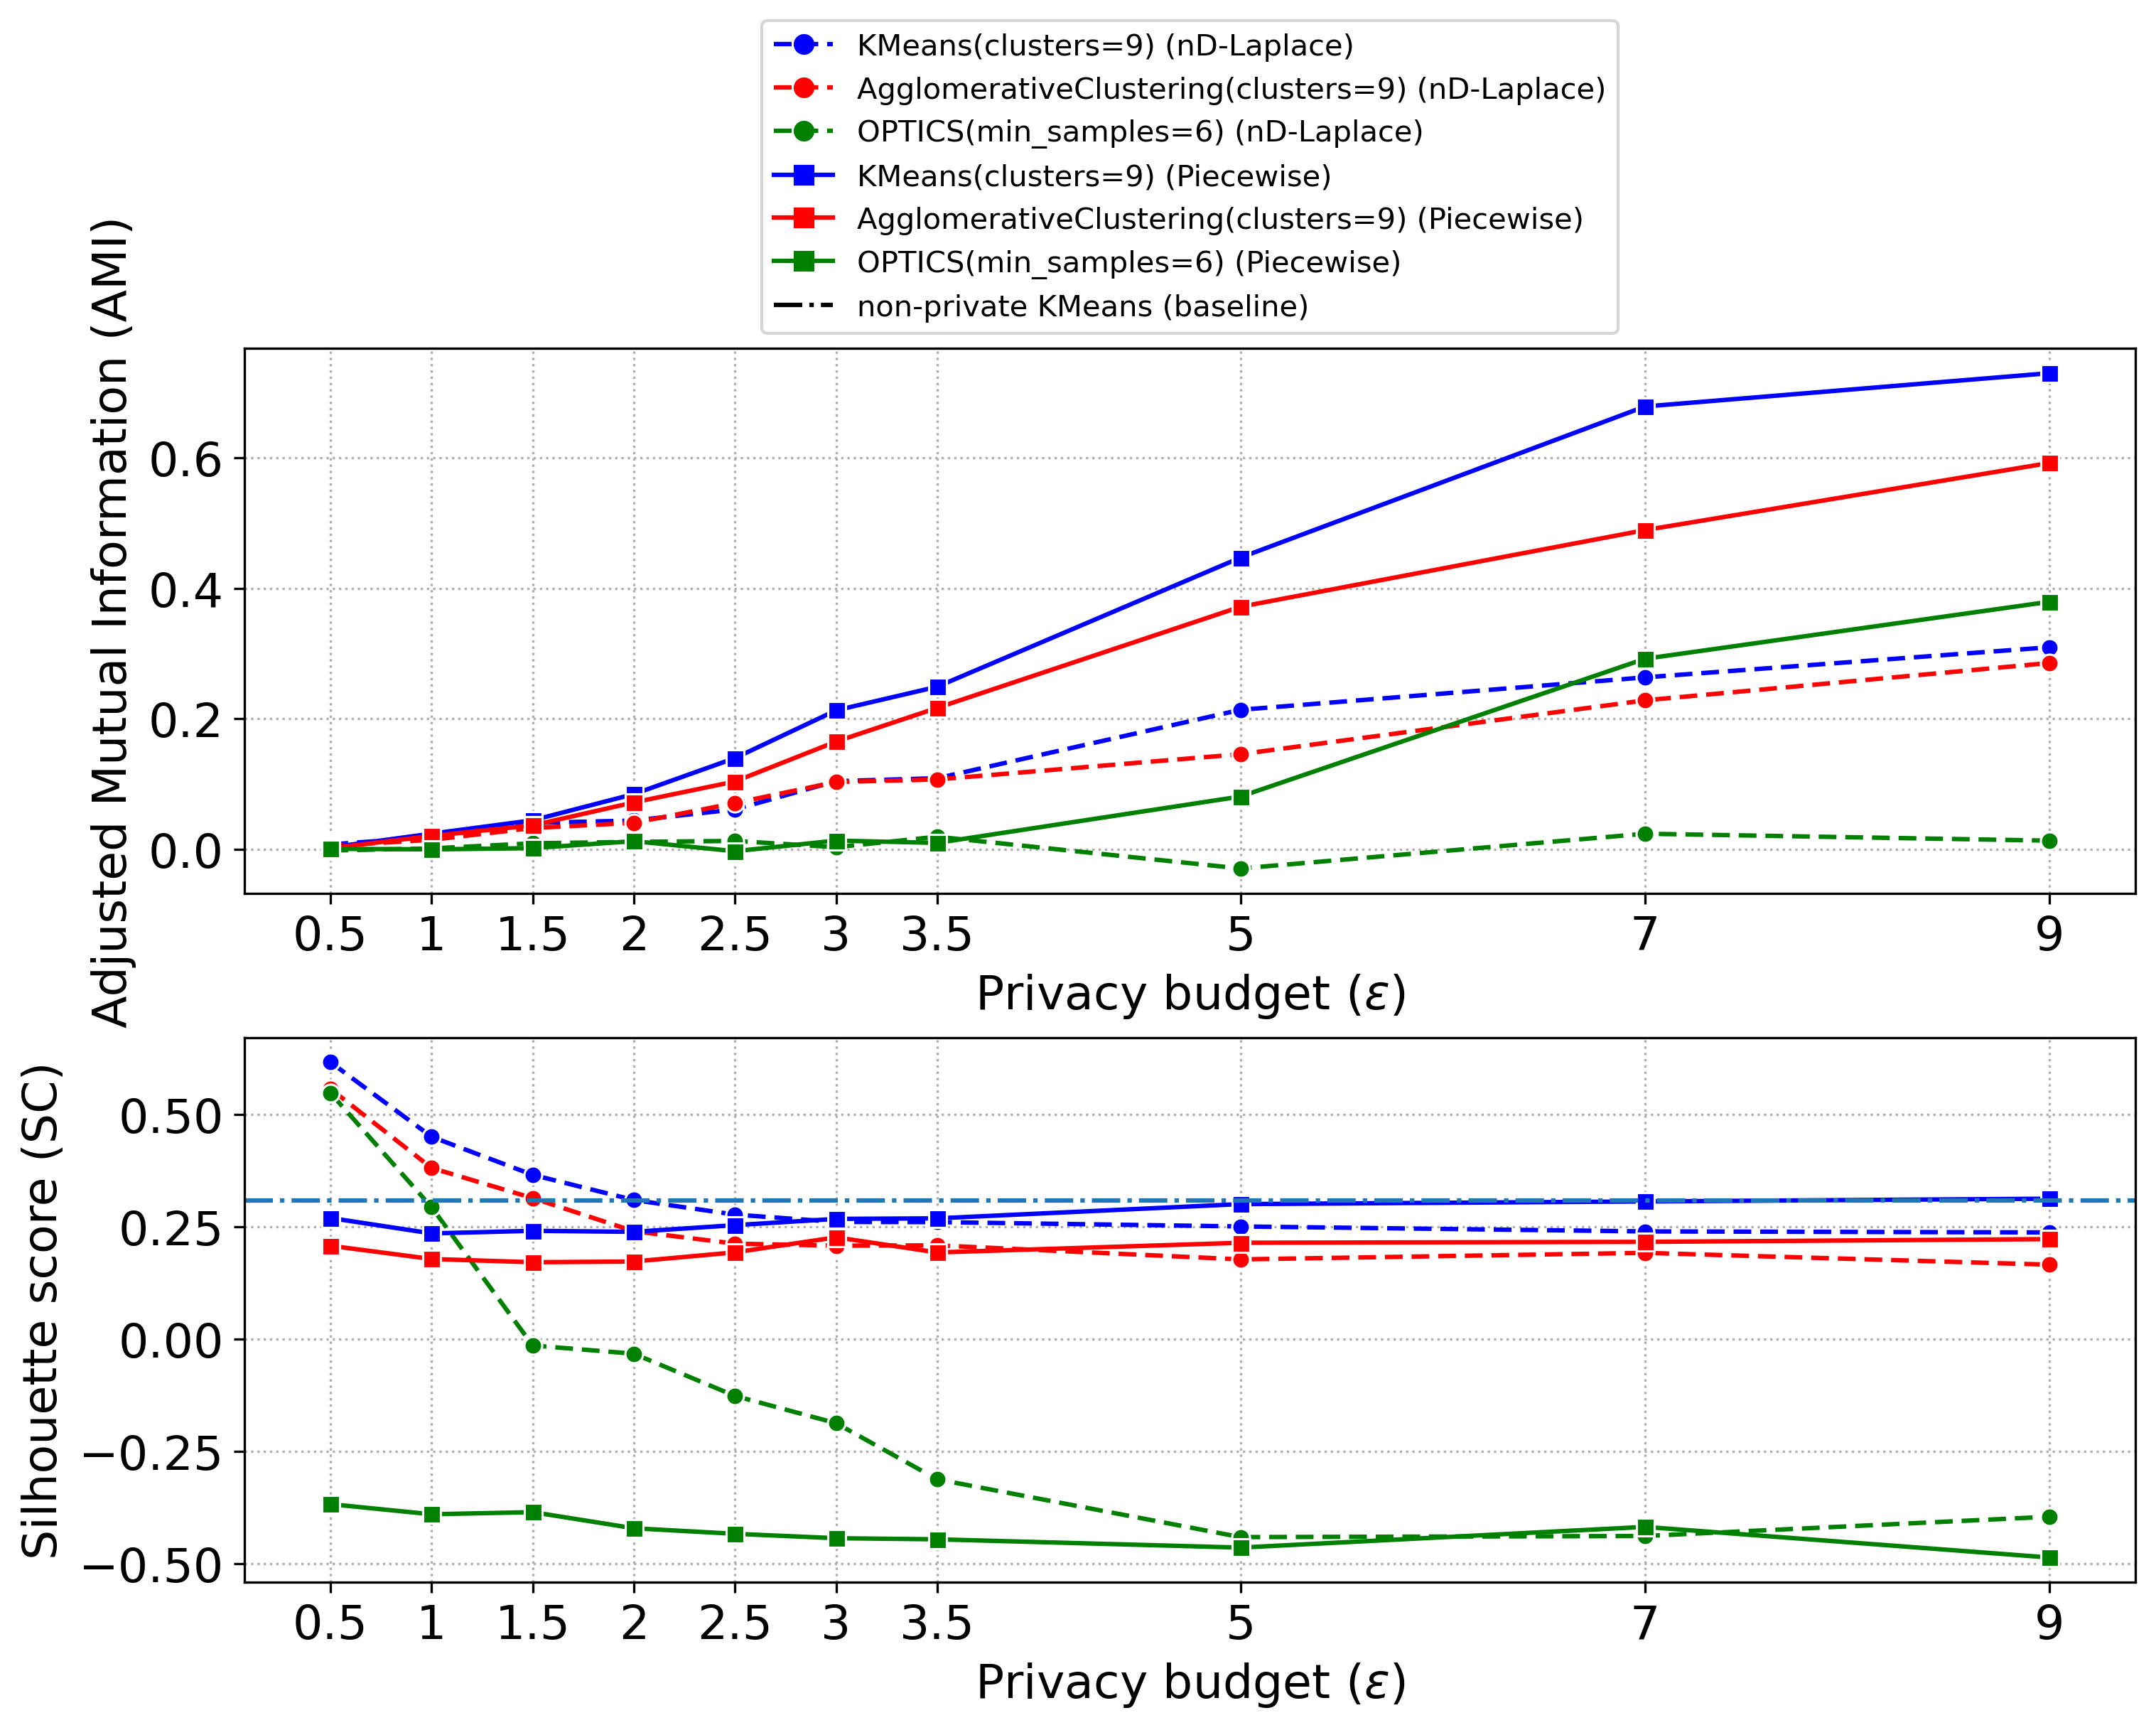 KMeans(clusters=9) (nD-Laplace)
AgglomerativeClustering(clusters=9) (nD-Laplace)
OPTICS(min_samples=6) (nD-Laplace)
KMeans(clusters=9) (Piecewise)
AgglomerativeClustering(clusters=9) (Piecewise)
OPTICS(min_samples=6) (Piecewise)
non-private KMeans (baseline)
Adjusted Mutual Information (AMI)
0.6
0.4
0.2
0.0
0.5 1 1.5 2 2.5 3 3.5 5 7 9
Privacy budget (ε)
Silhouette score (SC)
0.50
0.25
0.00
−0.25
−0.50
0.5 1 1.5 2 2.5 3 3.5 5 7 9
Privacy budget (ε)